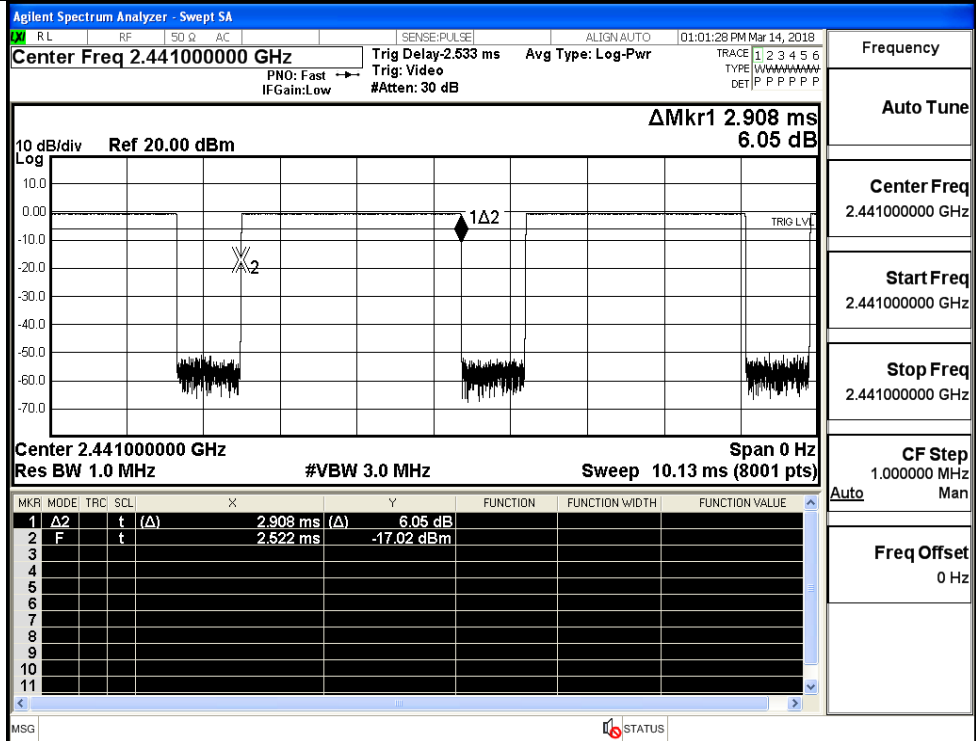 Agilent Spectrum Analyzer - Swept SA
LXI RL RF 50 Ω AC SENSE:PULSE ALIGN AUTO 01:01:28 PM Mar 14, 2018
Center Freq 2.441000000 GHz
PNO: Fast
IFGain:Low
Trig Delay-2.533 ms
Trig: Video
#Atten: 30 dB
Avg Type: Log-Pwr
TRACE 1 2 3 4 5 6
TYPE WWWWWW
DET P P P P P P
ΔMkr1 2.908 ms
6.05 dB
10 dB/div Ref 20.00 dBm
Log
10.0
0.00
-10.0
-20.0
-30.0
-40.0
-50.0
-60.0
-70.0
1Δ2
TRIG LVL
2
Center 2.441000000 GHz Span 0 Hz
Res BW 1.0 MHz #VBW 3.0 MHz Sweep 10.13 ms (8001 pts)
MKR MODE TRC SCL X Y FUNCTION FUNCTION WIDTH FUNCTION VALUE
1 Δ2 t (Δ) 2.908 ms (Δ) 6.05 dB
2 F t 2.522 ms -17.02 dBm
3
4
5
6
7
8
9
10
11
MSG STATUS
Frequency
Auto Tune
Center Freq
2.441000000 GHz
Start Freq
2.441000000 GHz
Stop Freq
2.441000000 GHz
CF Step
1.000000 MHz
Auto Man
Freq Offset
0 Hz